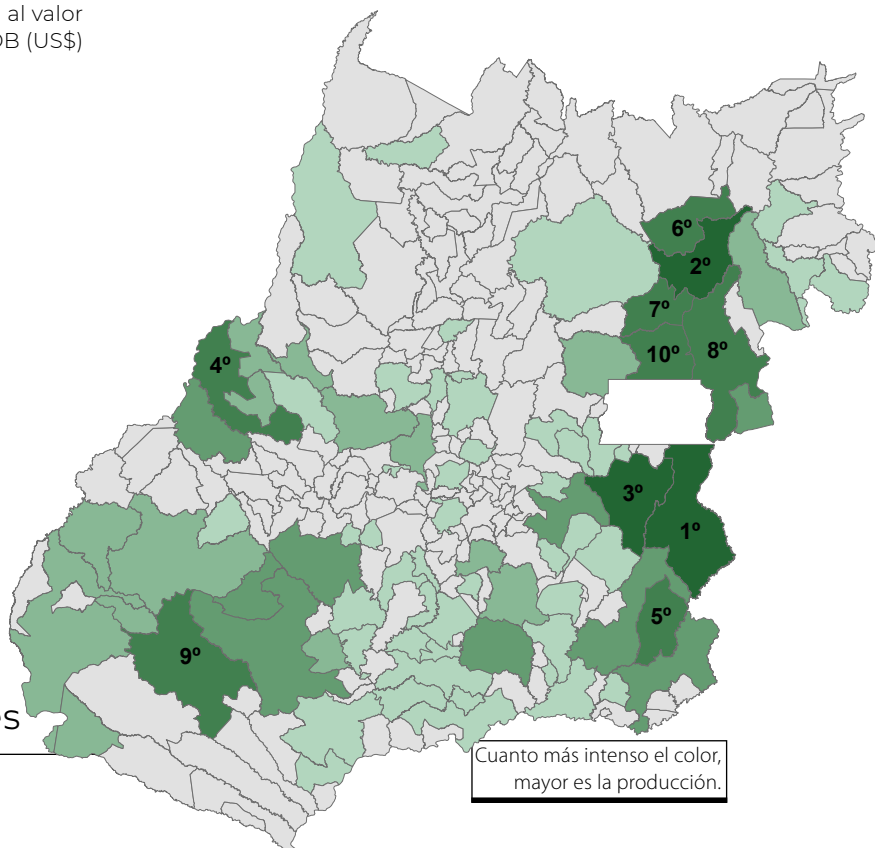 al valor
OB (US$)
6º
2º
7º
10º
8º
4º
3º
1º
5º
9º
Cuanto más intenso el color,
mayor es la producción.